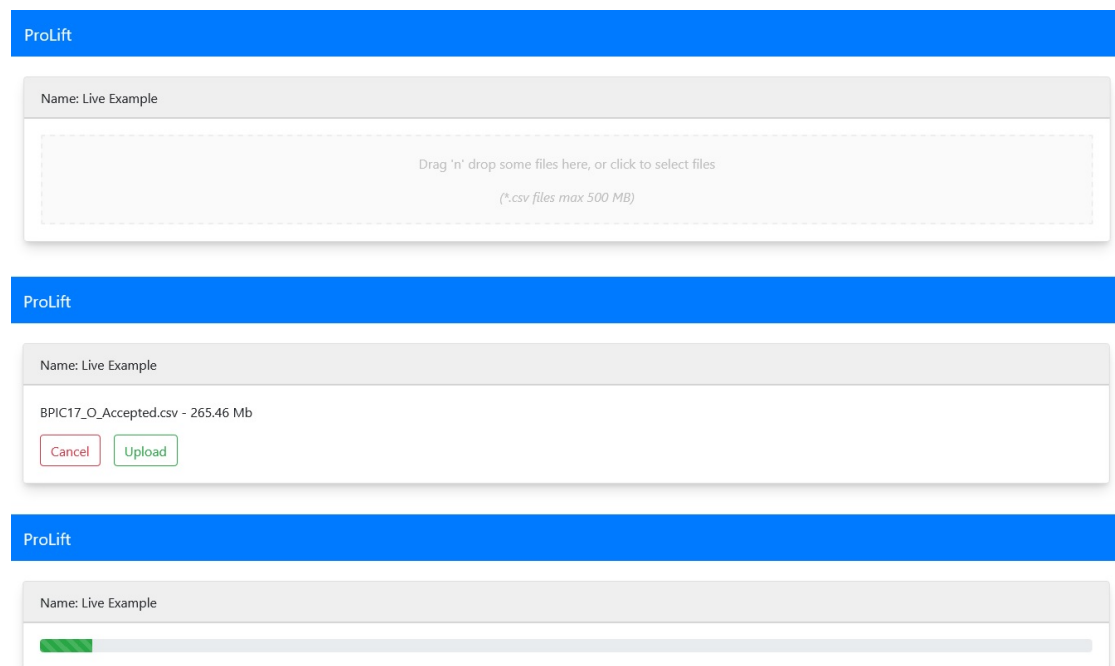 ProLift
Name: Live Example
Drag 'n' drop some files here, or click to select files
(*.csv files max 500 MB)
ProLift
Name: Live Example
BPIC17_O_Accepted.csv - 265.46 Mb
Cancel Upload
ProLift
Name: Live Example